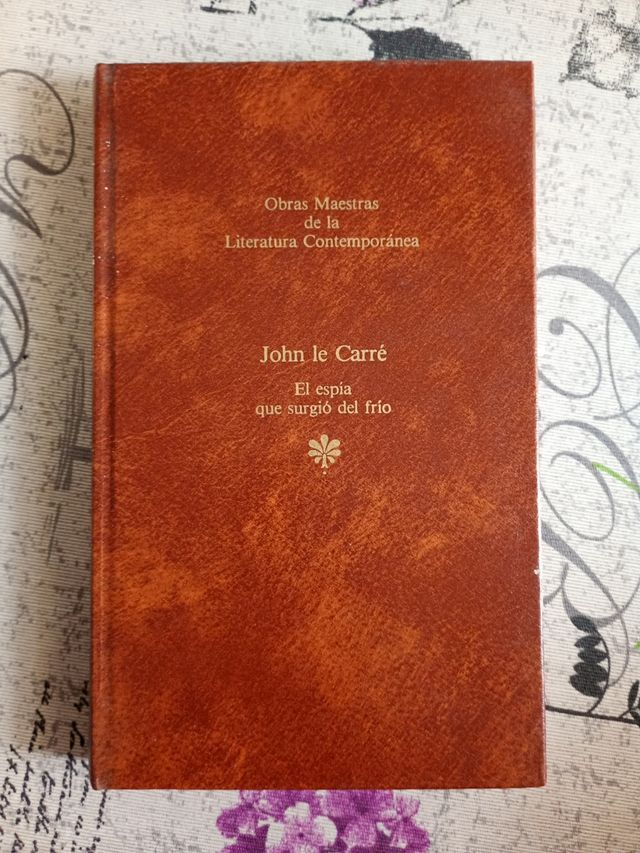 Obras Maestras
de la
Literatura Contemporánea
John le Carré
El espía
que surgió del frío